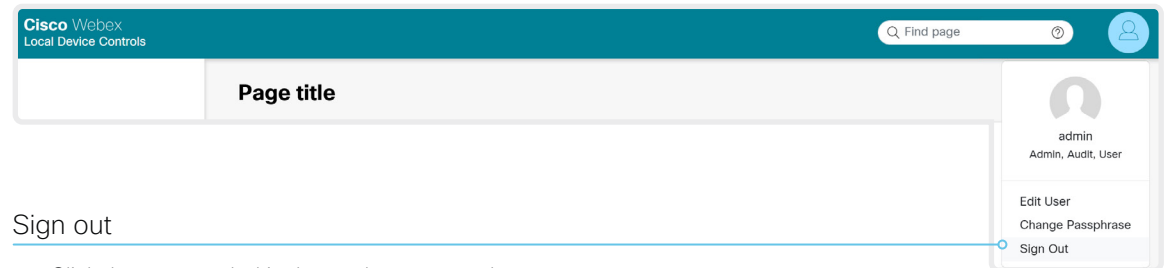 Cisco Webex
Local Device Controls
Find page
Page title
admin
Admin, Audit, User
Edit User
Change Passphrase
Sign Out
Sign out